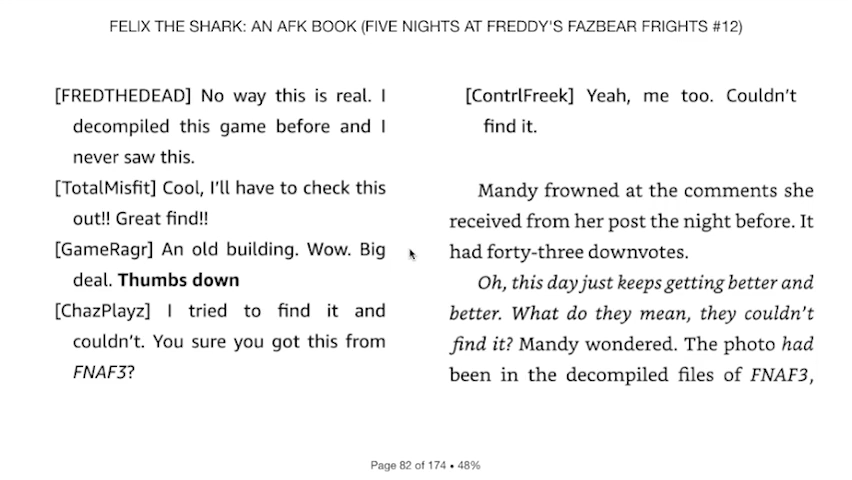 FELIX THE SHARK: AN AFK BOOK (FIVE NIGHTS AT FREDDY'S FAZBEAR FRIGHTS #12)
[FREDTHEDEAD] No way this is real. I
decompiled this game before and I
never saw this.
[TotalMisfit] Cool, I'll have to check this
out!! Great find!!
[GameRagr] An old building. Wow. Big
deal. Thumbs down
[ChazPlayz] I tried to find it and
couldn't. You sure you got this from
FNAF3?
[ContrlFreek] Yeah, me too. Couldn't
find it.
Mandy frowned at the comments she
received from her post the night before. It
had forty-three downvotes.
Oh, this day just keeps getting better and
better. What do they mean, they couldn't
find it? Mandy wondered. The photo had
been in the decompiled files of FNAF3,
Page 82 of 174 • 48%